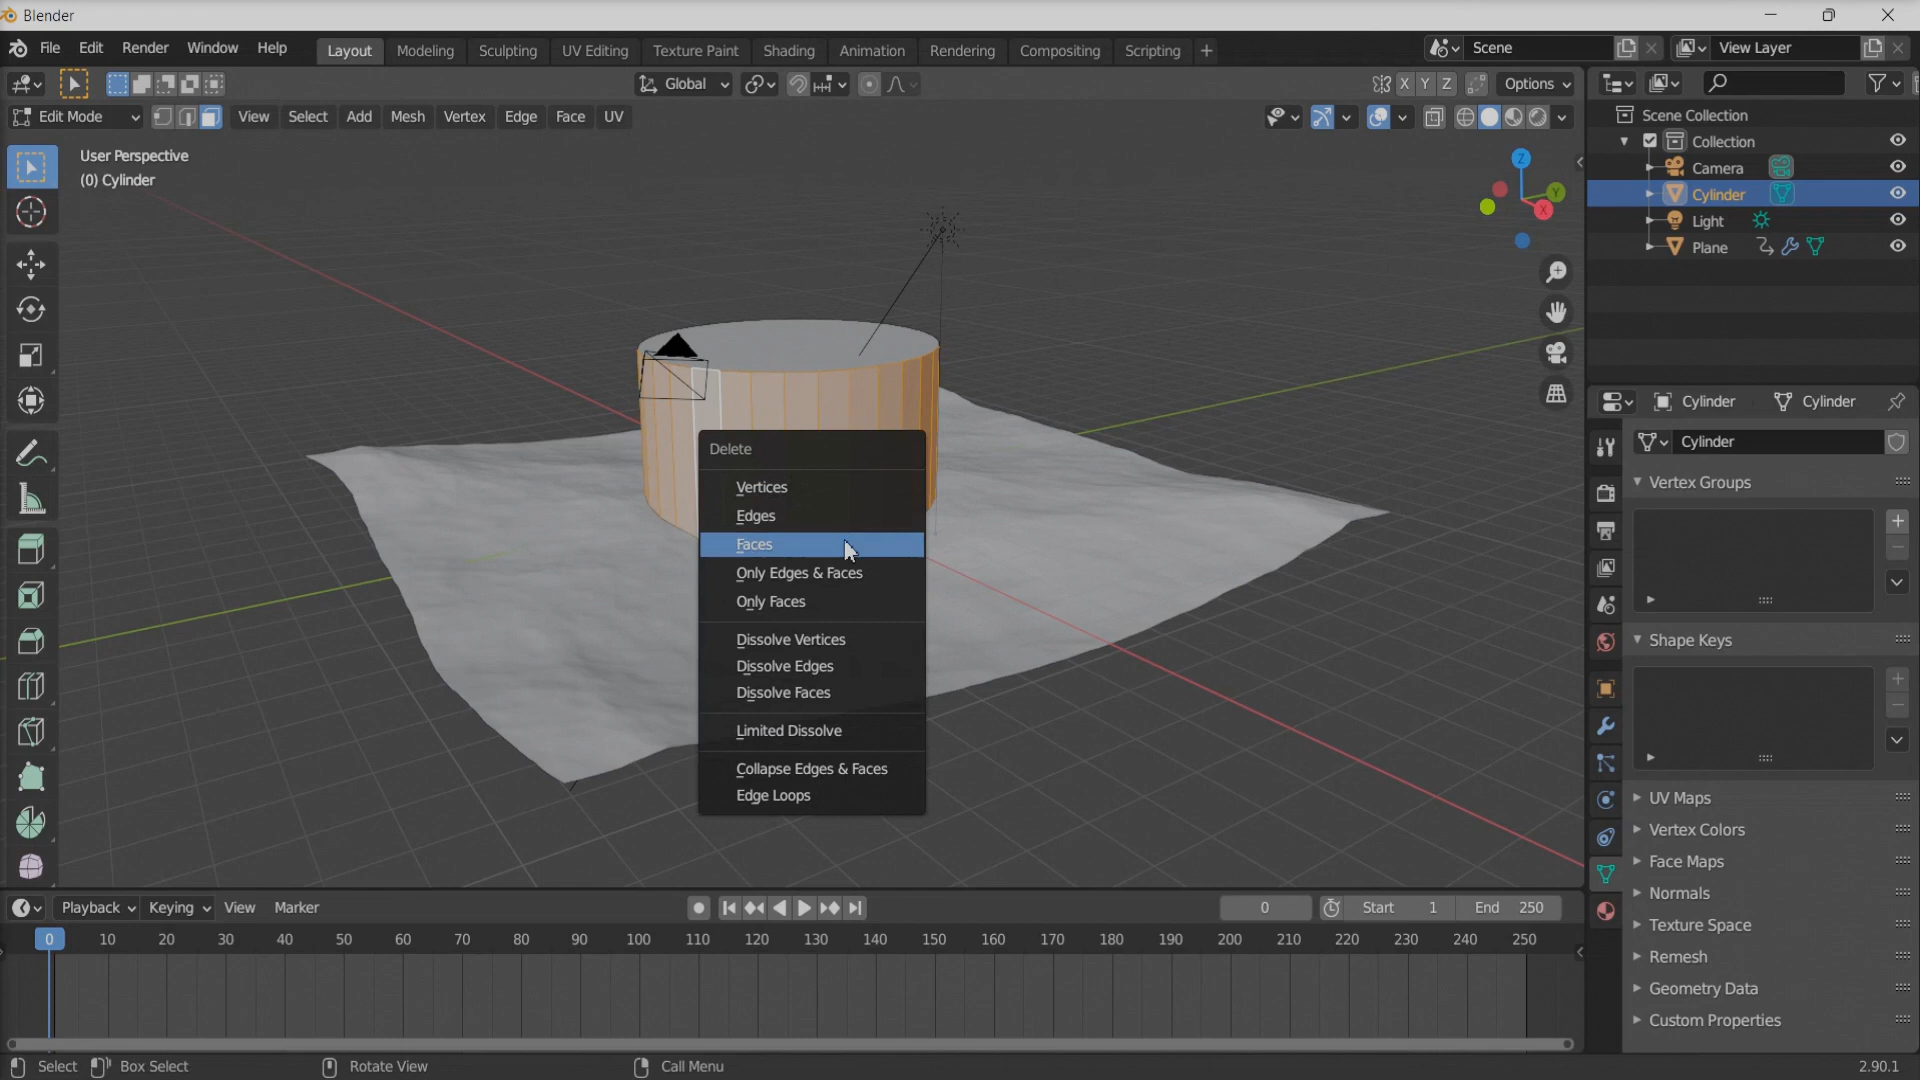 Blender
File Edit Render Window Help Layout Modeling Sculpting UV Editing Texture Paint Shading Animation Rendering Compositing Scripting + Scene View Layer
Global X Y Z Options
Edit Mode View Select Add Mesh Vertex Edge Face UV
User Perspective
(0) Cylinder
Z
Y
X
Scene Collection
Collection
Camera
Cylinder
Light
Plane
Cylinder Cylinder
Cylinder
Vertex Groups
Shape Keys
UV Maps
Vertex Colors
Face Maps
Normals
Texture Space
Remesh
Geometry Data
Custom Properties
Delete
Vertices
Edges
Faces
Only Edges & Faces
Only Faces
Dissolve Vertices
Dissolve Edges
Dissolve Faces
Limited Dissolve
Collapse Edges & Faces
Edge Loops
Playback Keying View Marker 0 Start 1 End 250
0 10 20 30 40 50 60 70 80 90 100 110 120 130 140 150 160 170 180 190 200 210 220 230 240 250
Select Box Select Rotate View Call Menu 2.90.1